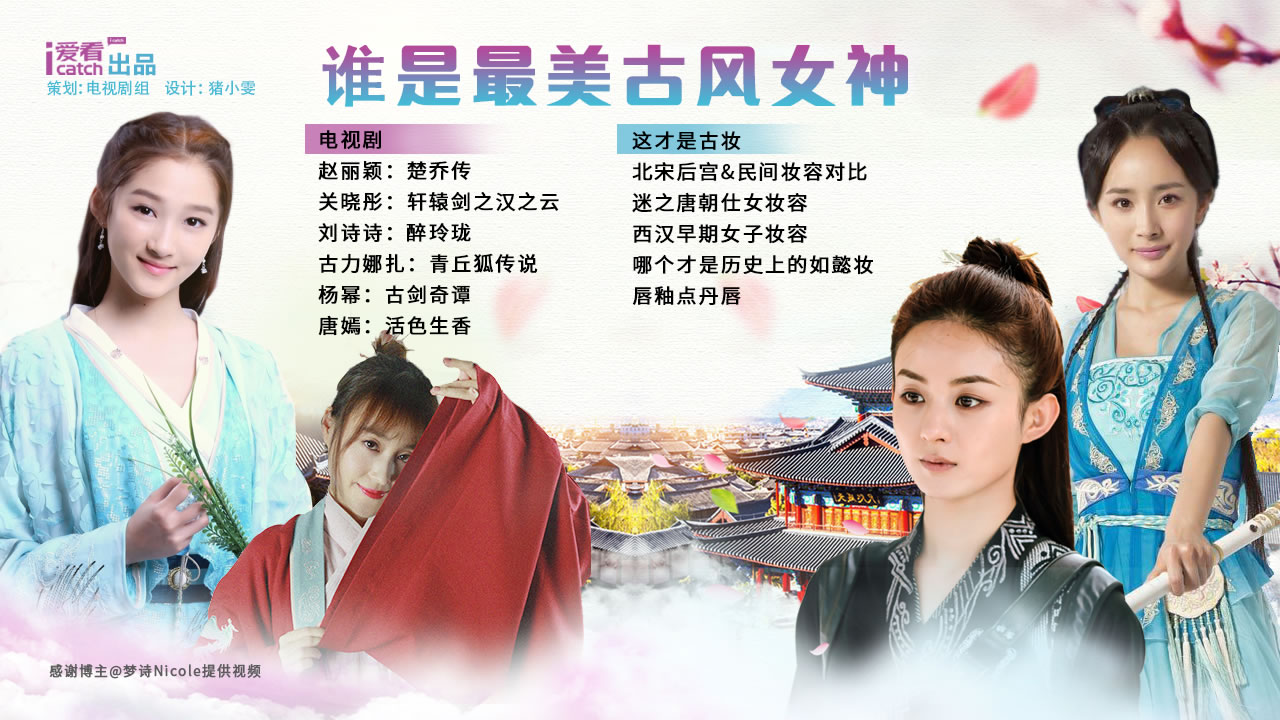 i爱看
catch
English
出品
策划：电视剧组 设计：猪小雯
谁是最美古风女神
电视剧
赵丽颖：楚乔传
关晓彤：轩辕剑之汉之云
刘诗诗：醉玲珑
古力娜扎：青丘狐传说
杨幂：古剑奇谭
唐嫣：活色生香
这才是古妆
北宋后宫&民间妆容对比
迷之唐朝仕女妆容
西汉早期女子妆容
哪个才是历史上的如懿妆
唇釉点丹唇
感谢博主@梦诗Nicole提供视频